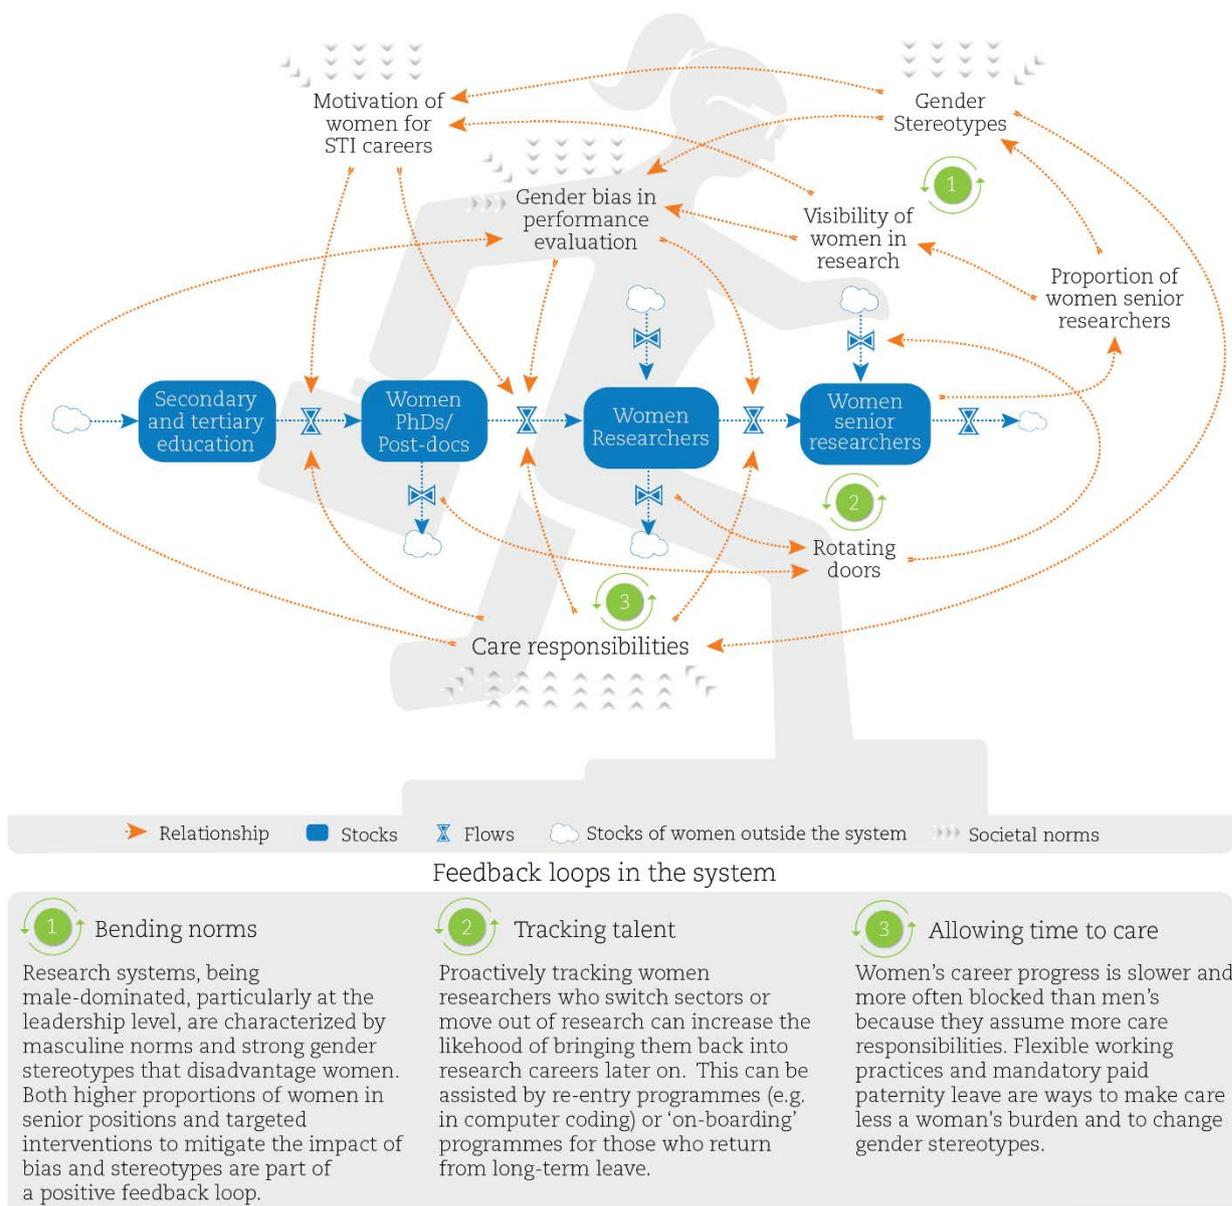 Motivation of
women for
STI careers
Gender
Stereotypes
1
Gender bias in
performance
evaluation
Visibility of
women in
research
Proportion of
women senior
researchers
Secondary
and tertiary
education
Women
PhDs/
Post-docs
Women
Researchers
Women
senior
researchers
2
Rotating
doors
3
Care responsibilities
Relationship
Stocks
Flows
Stocks of women outside the system
Societal norms
Feedback loops in the system
1 Bending norms
Research systems, being
male-dominated, particularly at the
leadership level, are characterized by
masculine norms and strong gender
stereotypes that disadvantage women.
Both higher proportions of women in
senior positions and targeted
interventions to mitigate the impact of
bias and stereotypes are part of
a positive feedback loop.
2 Tracking talent
Proactively tracking women
researchers who switch sectors or
move out of research can increase the
likehood of bringing them back into
research careers later on. This can be
assisted by re-entry programmes (e.g.
in computer coding) or ‘on-boarding’
programmes for those who return
from long-term leave.
3 Allowing time to care
Women’s career progress is slower and
more often blocked than men’s
because they assume more care
responsibilities. Flexible working
practices and mandatory paid
paternity leave are ways to make care
less a woman's burden and to change
gender stereotypes.